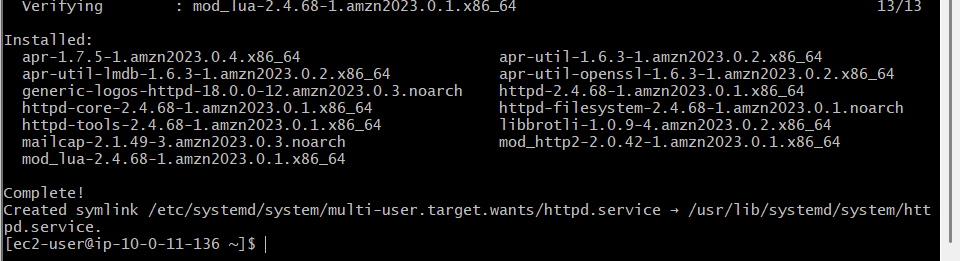 Verifying        : mod_lua-2.4.68-1.amzn2023.0.1.x86_64                                        13/13
Installed:
apr-1.7.5-1.amzn2023.0.4.x86_64                      apr-util-1.6.3-1.amzn2023.0.2.x86_64
apr-util-lmdb-1.6.3-1.amzn2023.0.2.x86_64            apr-util-openssl-1.6.3-1.amzn2023.0.2.x86_64
generic-logos-httpd-18.0.0-12.amzn2023.0.3.noarch    httpd-2.4.68-1.amzn2023.0.1.x86_64
httpd-core-2.4.68-1.amzn2023.0.1.x86_64              httpd-filesystem-2.4.68-1.amzn2023.0.1.noarch
httpd-tools-2.4.68-1.amzn2023.0.1.x86_64             libbrotli-1.0.9-4.amzn2023.0.2.x86_64
mailcap-2.1.49-3.amzn2023.0.3.noarch                 mod_http2-2.0.42-1.amzn2023.0.1.x86_64
mod_lua-2.4.68-1.amzn2023.0.1.x86_64
Complete!
Created symlink /etc/systemd/system/multi-user.target.wants/httpd.service → /usr/lib/systemd/system/htt
pd.service.
[ec2-user@ip-10-0-11-136 ~]$